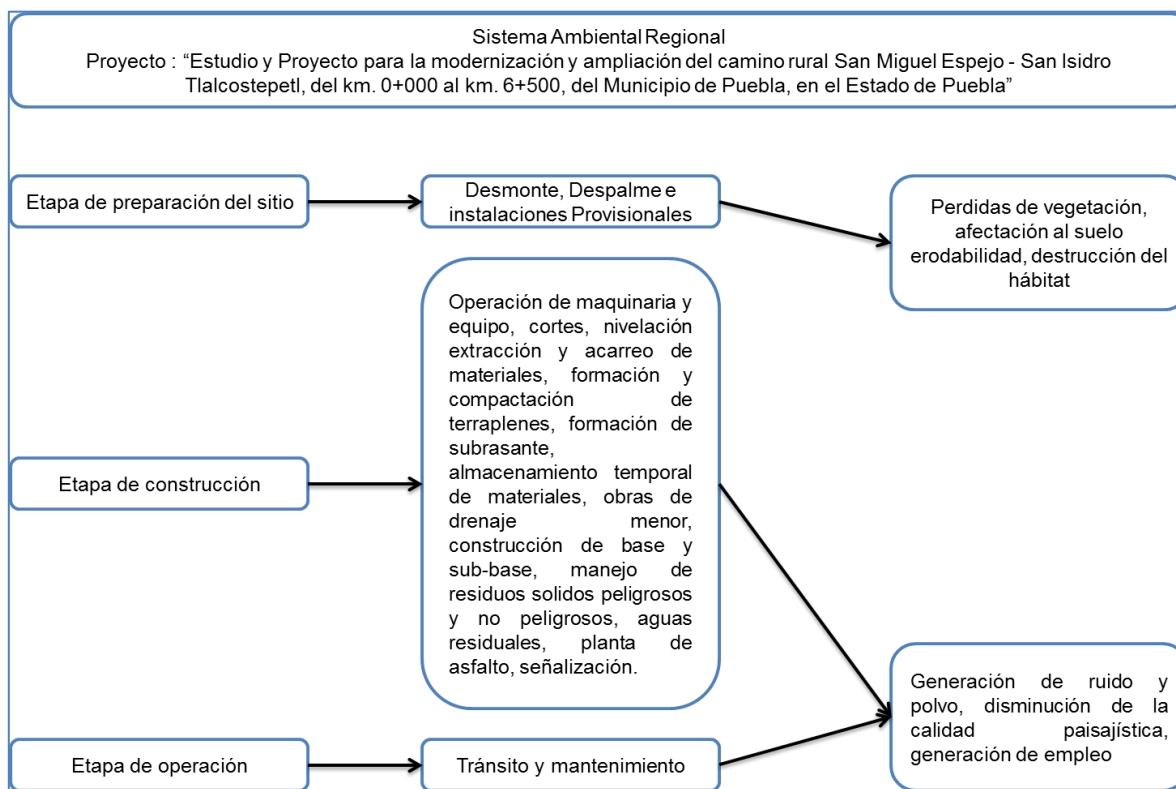 Sistema Ambiental Regional
Proyecto : “Estudio y Proyecto para la modernización y ampliación del camino rural San Miguel Espejo - San Isidro
Tlalcostepetl, del km. 0+000 al km. 6+500, del Municipio de Puebla, en el Estado de Puebla”
Etapa de preparación del sitio
Desmonte, Despalme e
instalaciones Provisionales
Perdidas de vegetación,
afectación al suelo
erodabilidad, destrucción del
hábitat
Etapa de construcción
Operación de maquinaria y
equipo, cortes, nivelación
extracción y acarreo de
materiales, formación y
compactación de
terraplenes, formación de
subrasante,
almacenamiento temporal
de materiales, obras de
drenaje menor,
construcción de base y
sub-base, manejo de
residuos solidos peligrosos
y no peligrosos, aguas
residuales, planta de
asfalto, señalización.
Etapa de operación
Tránsito y mantenimiento
Generación de ruido y
polvo, disminución de la
calidad paisajística,
generación de empleo